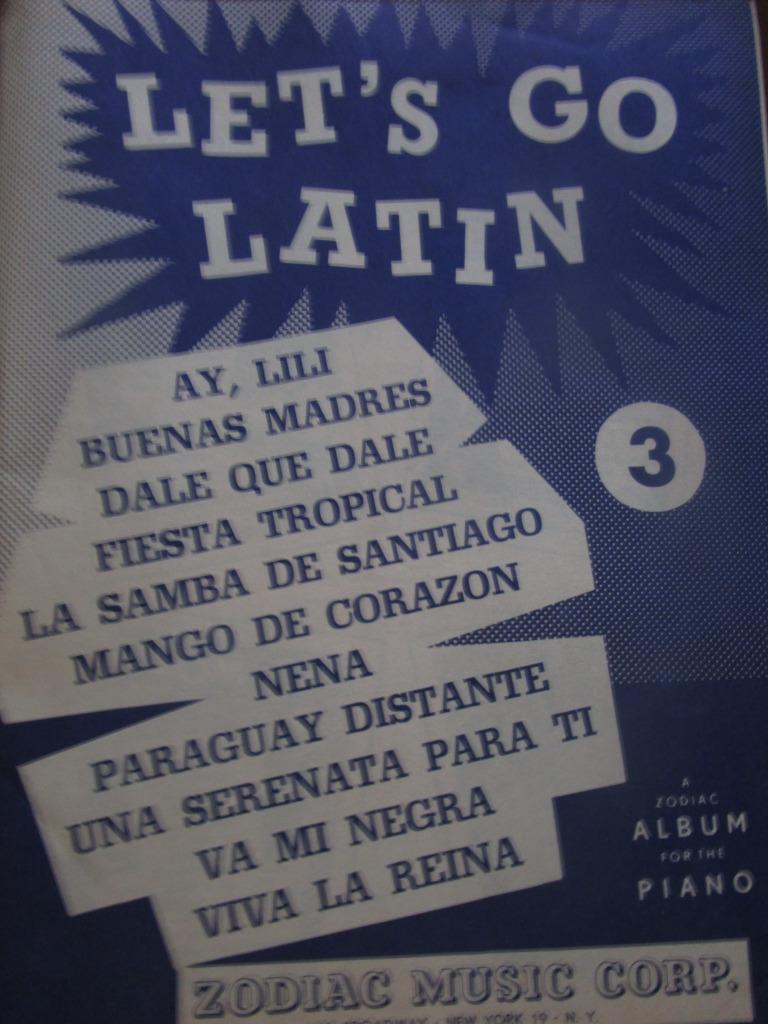 LET'S GO
LATIN
AY, LILI
BUENAS MADRES
DALE QUE DALE
FIESTA TROPICAL
3
LA SAMBA DE SANTIAGO
MANGO DE CORAZON
NENA
PARAGUAY DISTANTE
UNA SERENATA PARA TI
VA MI NEGRA
VIVA LA REINA
A
ZODIAC
ALBUM
FOR THE
PIANO
ZODIAC MUSIC CORP.
BROADWAY - NEW YORK 19 - N. Y.